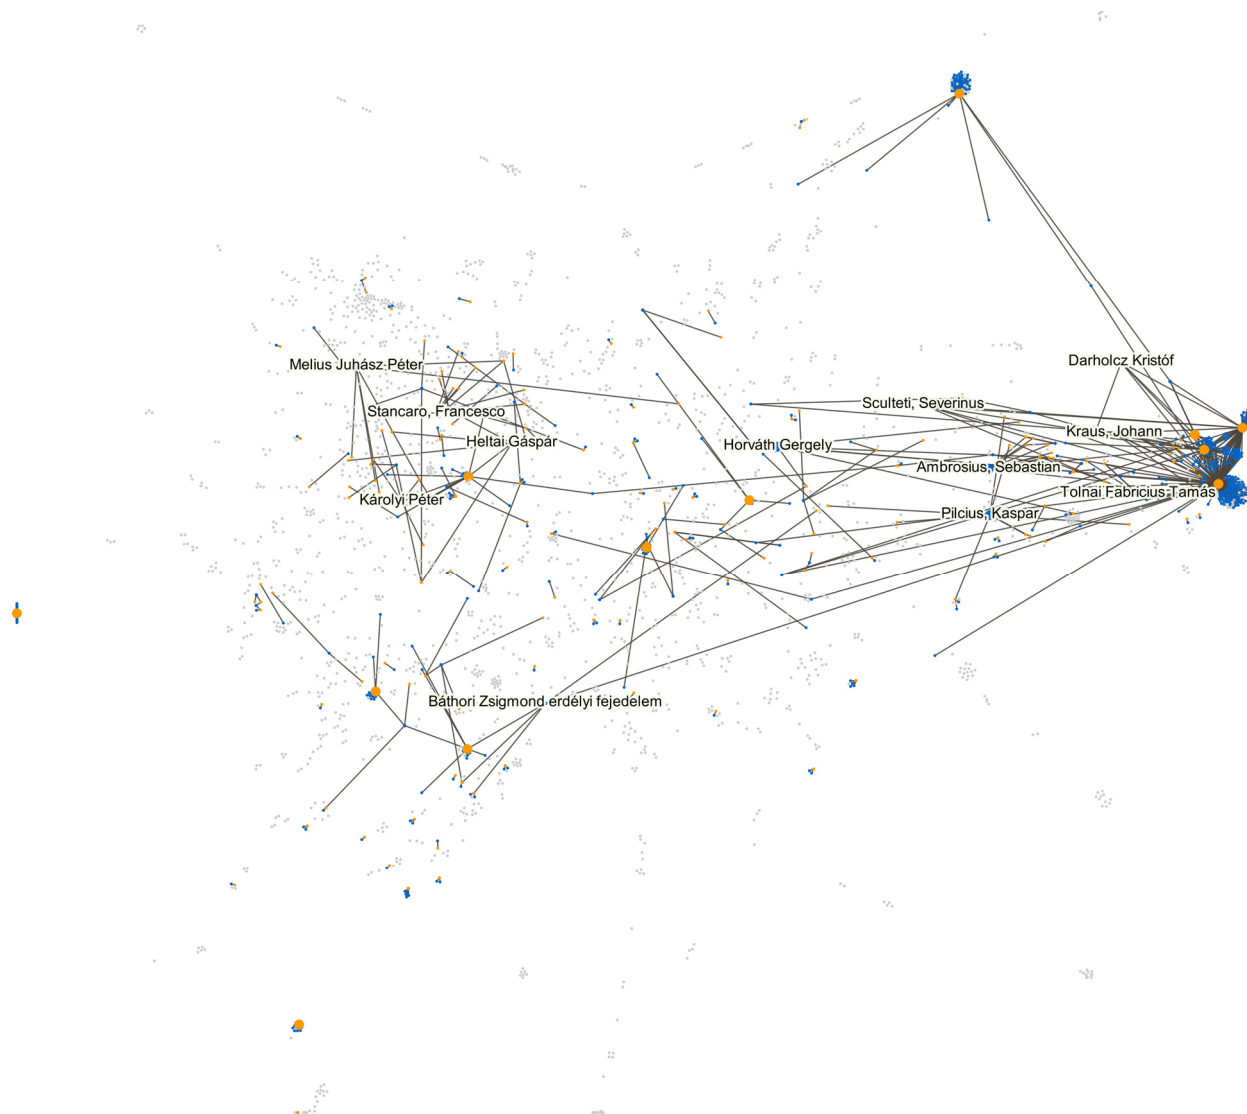 Darholcz Kristóf
Melius Juhász Péter
Sculteti, Severinus
Stancaro, Francesco
Kraus, Johann
Heltai Gáspár
Horváth Gergely
Ambrosius, Sebastian
Tolnai Fabricius Tamás
Károlyi Péter
Pilcius, Kaspar
Báthori Zsigmond erdélyi fejedelem